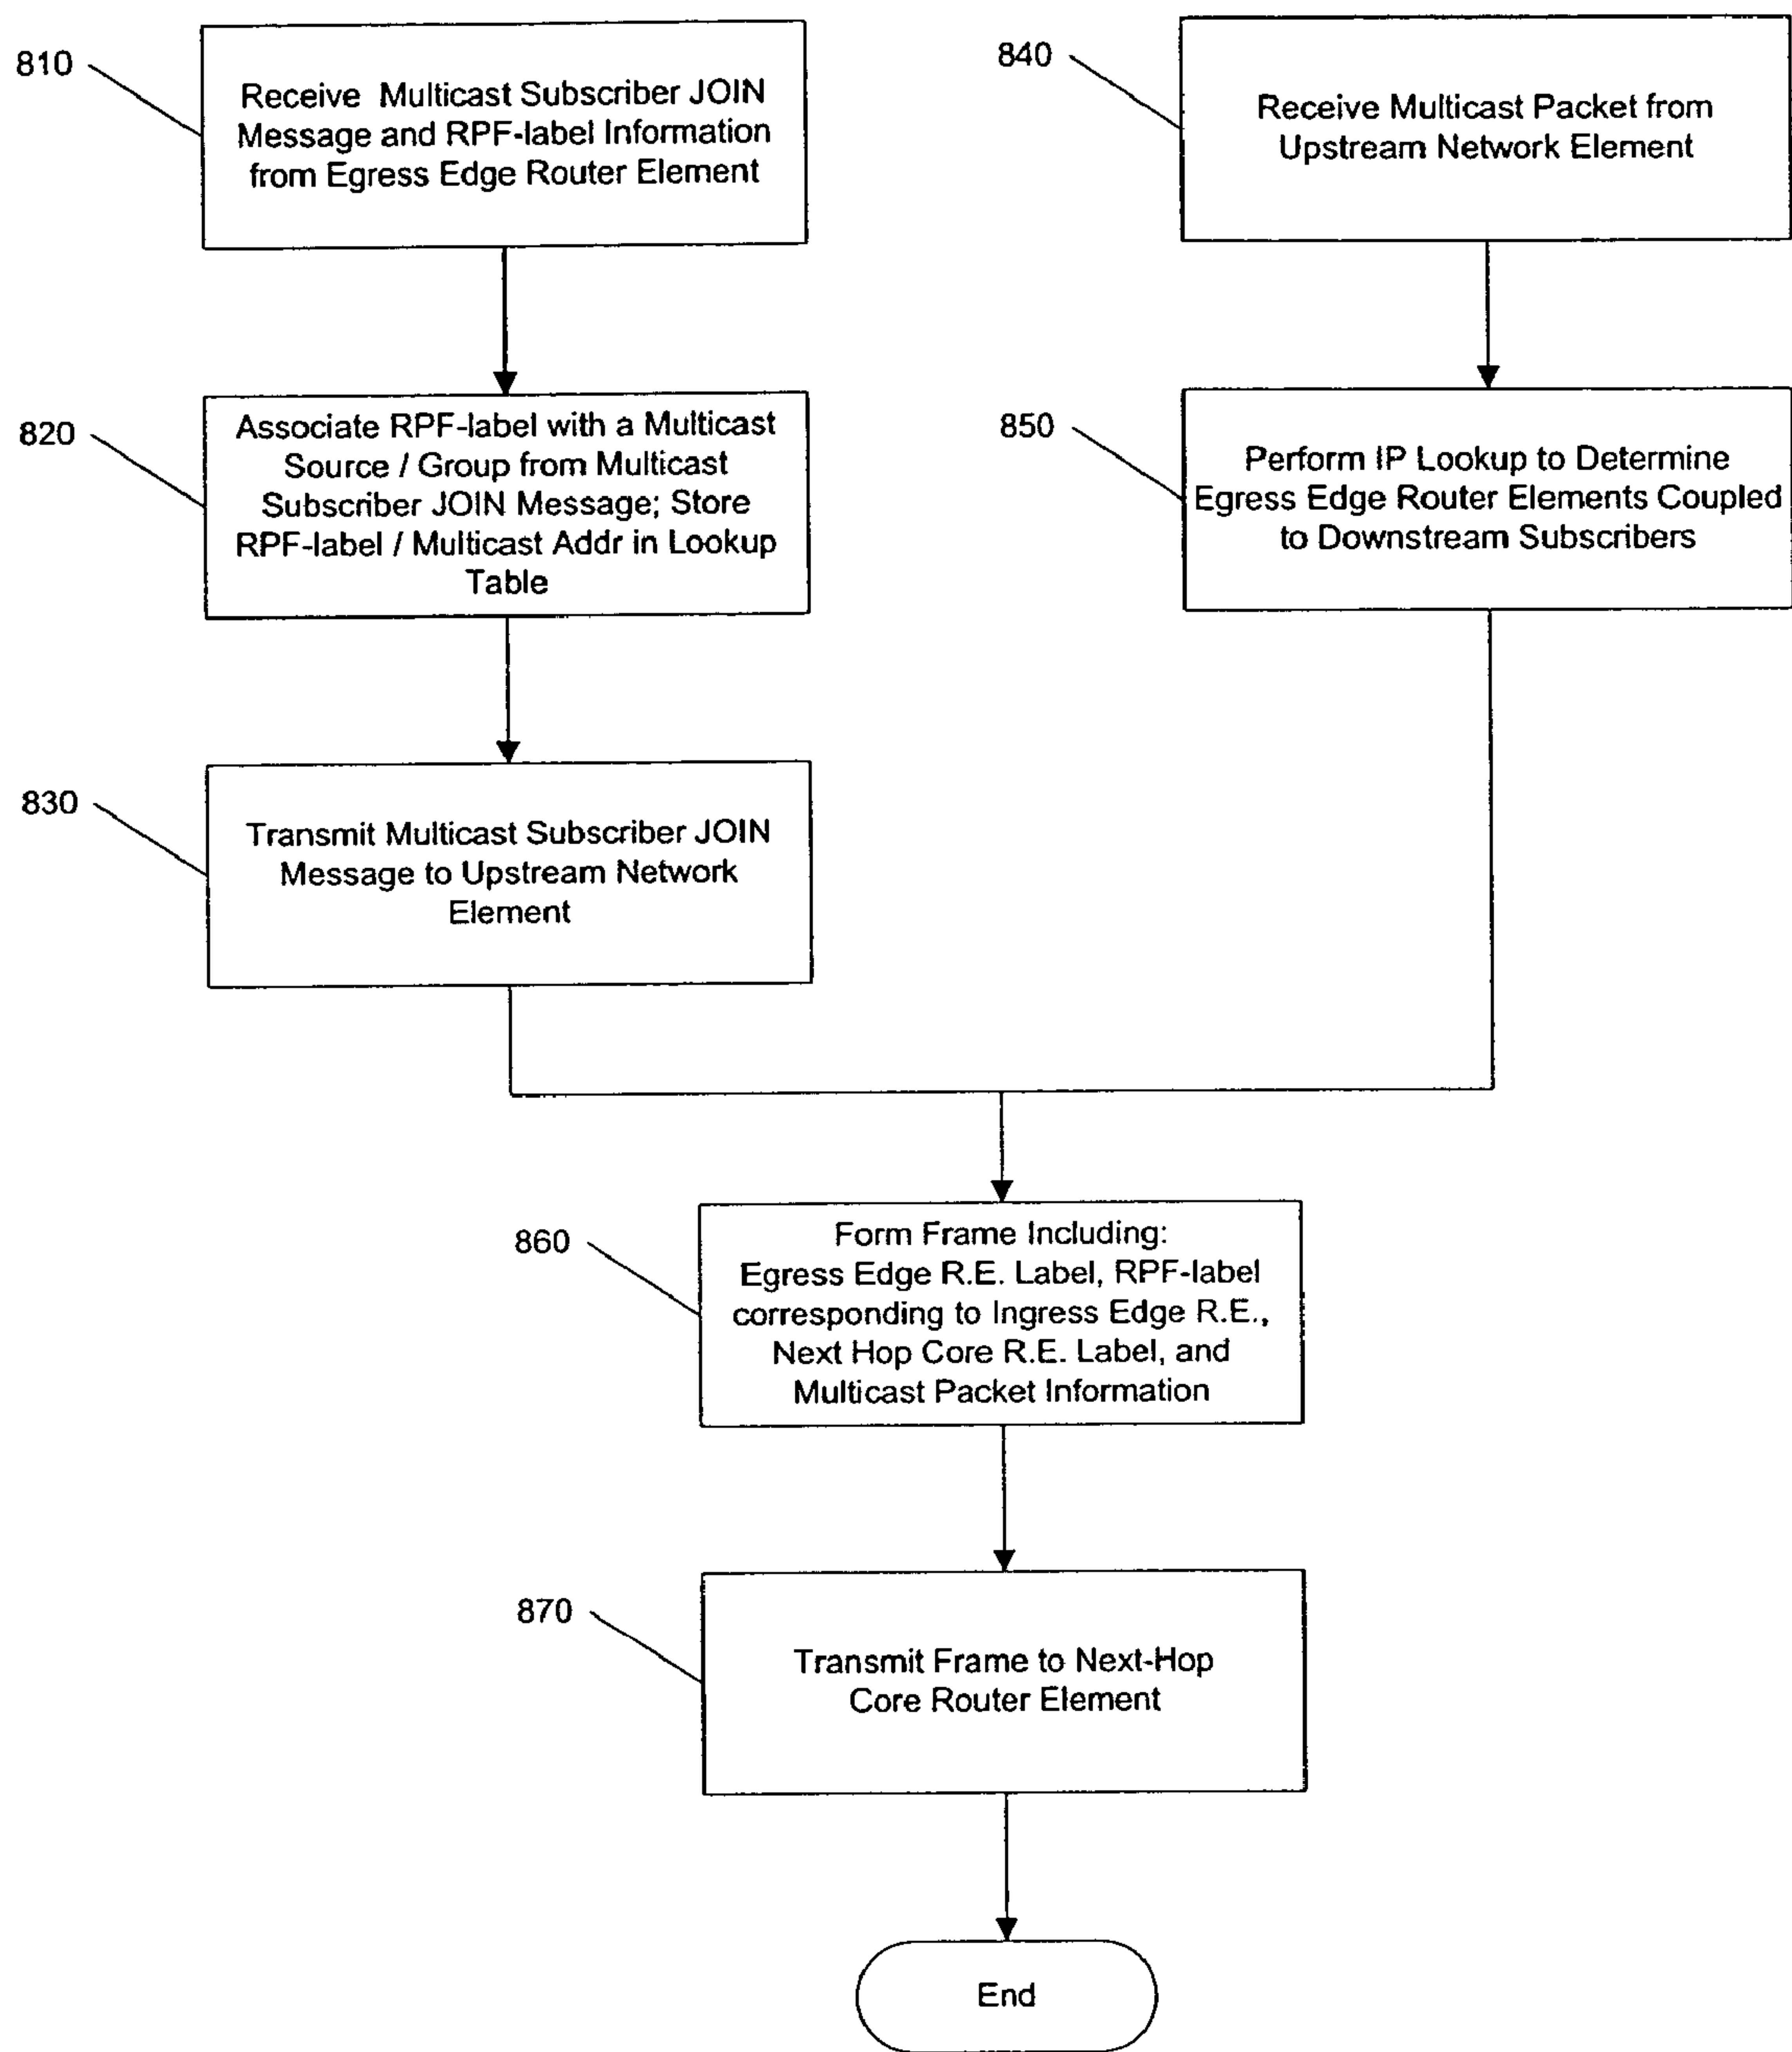 810
Receive Multicast Subscriber JOIN
Message and RPF-label Information
from Egress Edge Router Element
820
Associate RPF-label with a Multicast
Source / Group from Multicast
Subscriber JOIN Message; Store
RPF-label / Multicast Addr in Lookup
Table
830
Transmit Multicast Subscriber JOIN
Message to Upstream Network
Element
840
Receive Multicast Packet from
Upstream Network Element
850
Perform IP Lookup to Determine
Egress Edge Router Elements Coupled
to Downstream Subscribers
860
Form Frame Including:
Egress Edge R.E. Label, RPF-label
corresponding to Ingress Edge R.E.,
Next Hop Core R.E. Label, and
Multicast Packet Information
870
Transmit Frame to Next-Hop
Core Router Element
End